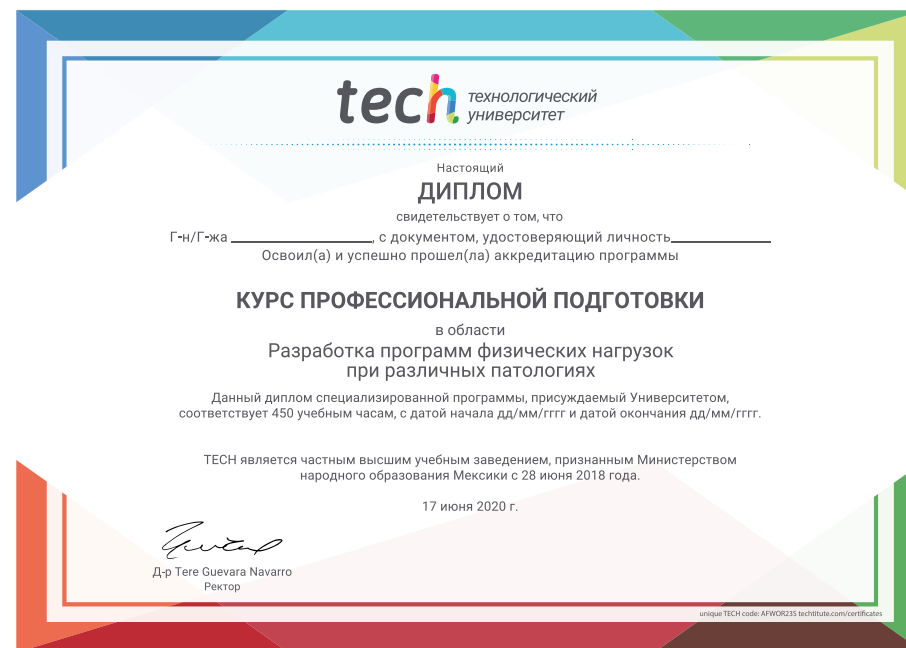 tech технологический
университет
Настоящий
ДИПЛОМ
свидетельствует о том, что
Г-н/Г-жа ____________________, с документом, удостоверяющий личность______________
Освоил(а) и успешно прошел(ла) аккредитацию программы
КУРС ПРОФЕССИОНАЛЬНОЙ ПОДГОТОВКИ
в области
Разработка программ физических нагрузок
при различных патологиях
Данный диплом специализированной программы, присуждаемый Университетом,
соответствует 450 учебным часам, с датой начала дд/мм/гггг и датой окончания дд/мм/гггг.
TECH является частным высшим учебным заведением, признанным Министерством
народного образования Мексики с 28 июня 2018 года.
17 июня 2020 г.
Д-р Tere Guevara Navarro
Ректор
unique TECH code: AFWOR23S techtitute.com/certificates